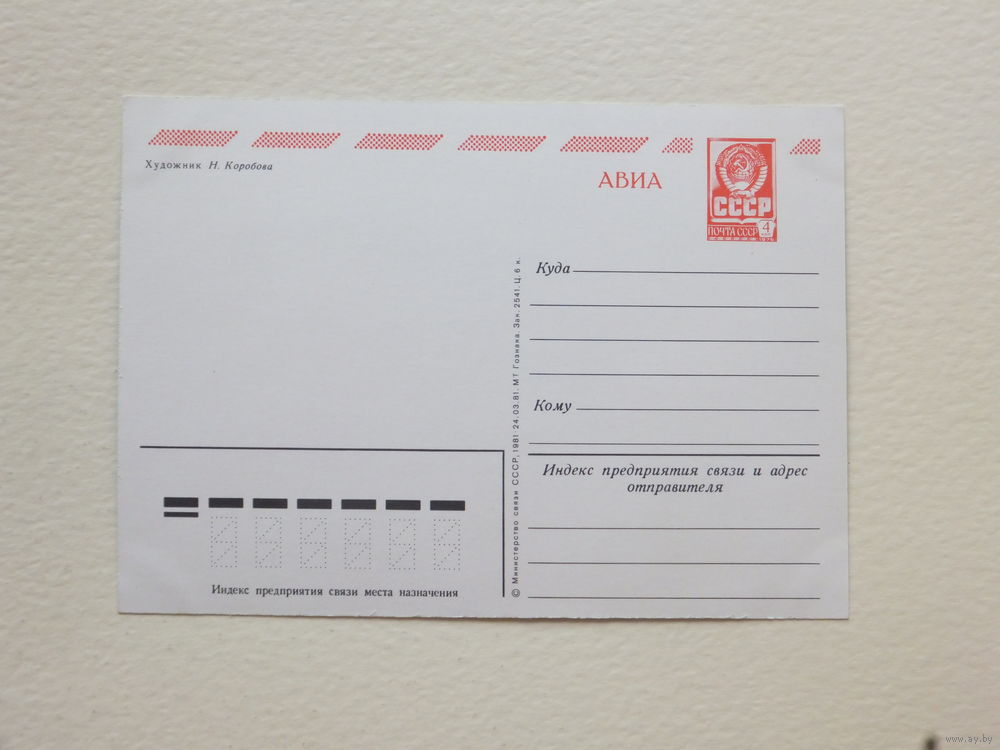 Художник Н. Коробова
АВИА
СССР
ПОЧТА СССР 4
1975
Куда
Кому
Индекс предприятия связи и адрес
отправителя
© Министерство связи СССР, 1981 24.03.81. МТ Гознака. Зак. 2541. Ц. 6 к.
Индекс предприятия связи места назначения
www.ay.by